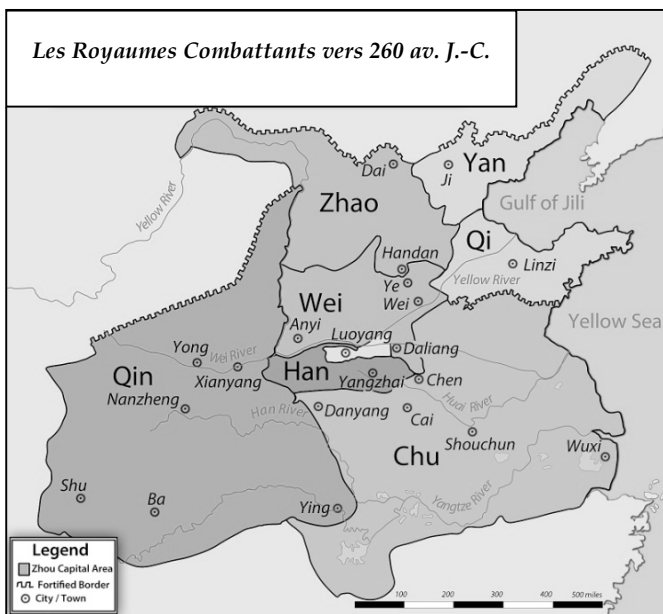 Les Royaumes Combattants vers 260 av. J.-C.
Yan
Dai
Ji
Zhao
Gulf of Jili
Yellow River
Qi
Handan
Linzi
Ye
Yellow River
Wei
Wei
Anyi
Luoyang
Yellow Sea
Daliang
Yong
Wei River
Han
Qin
Xianyang
Yangzhai
Chen
Nanzheng
Huai River
Han River
Danyang
Cai
Shouchun
Chu
Wuxi
Shu
Ba
Ying
Yangtze River
Legend
Zhou Capital Area
Fortified Border
City / Town
0 100 200 300 400 500 miles